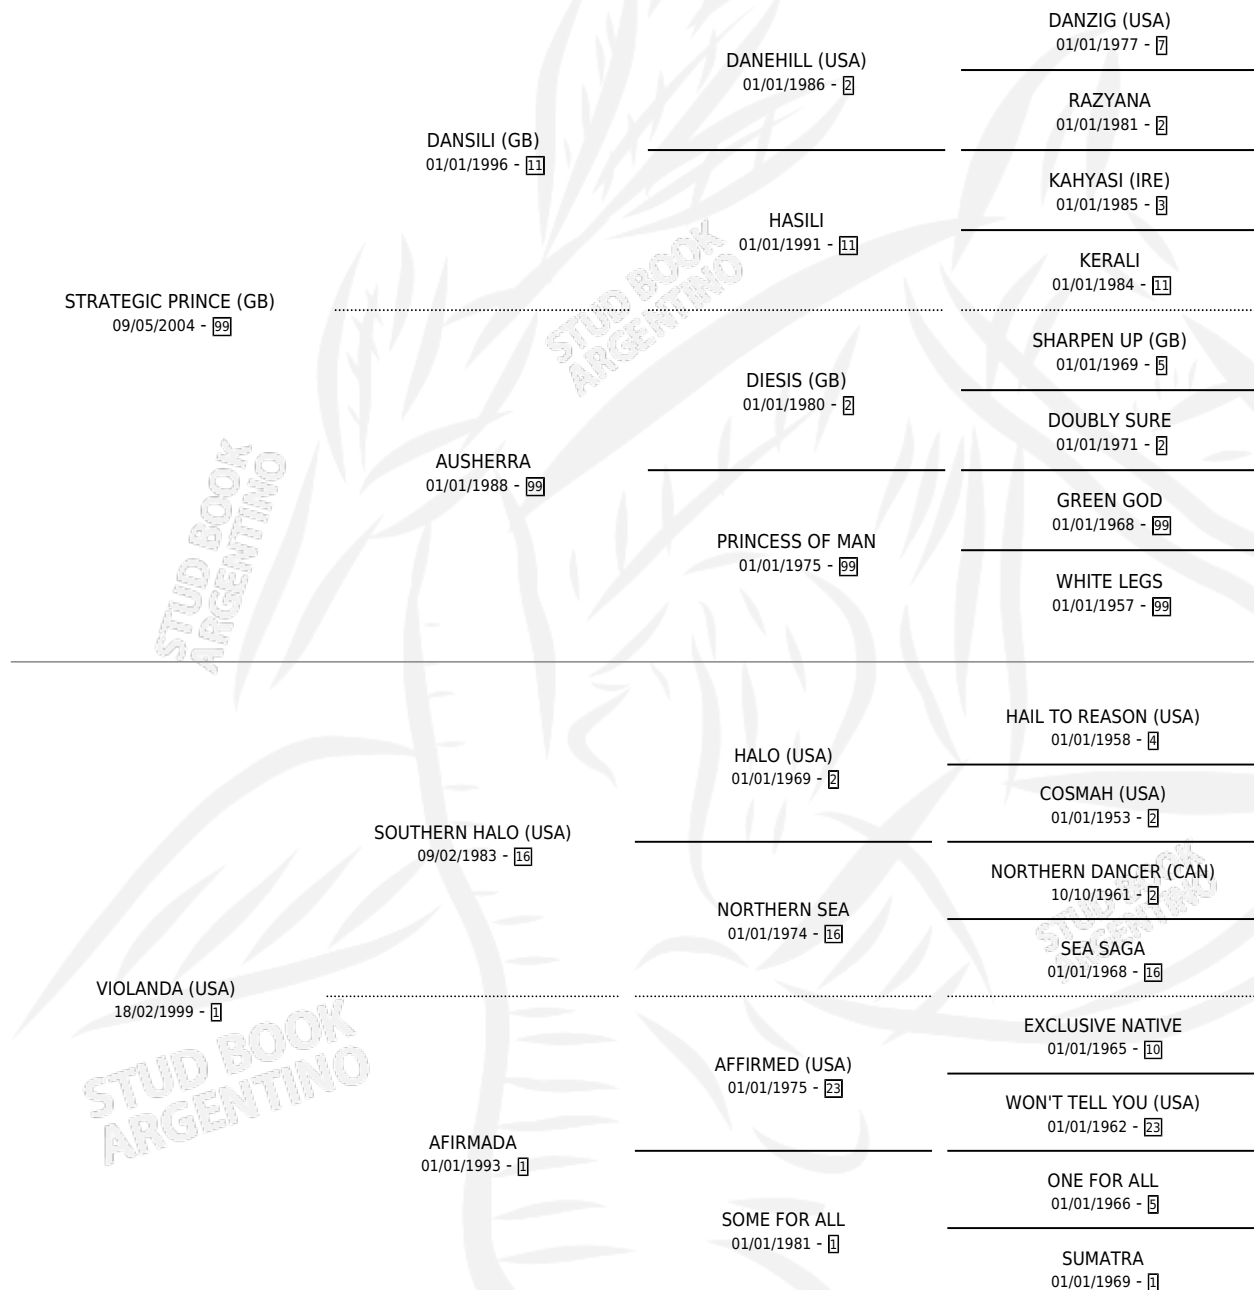 DANZIG (USA)
01/01/1977 - 7
DANEHILL (USA)
01/01/1986 - 2
RAZYANA
01/01/1981 - 2
DANSILI (GB)
01/01/1996 - 11
KAHYASI (IRE)
01/01/1985 - 3
HASILI
01/01/1991 - 11
KERALI
01/01/1984 - 11
STRATEGIC PRINCE (GB)
09/05/2004 - 99
STUD BOOK
ARGENTINO
SHARPEN UP (GB)
01/01/1969 - 5
DIESIS (GB)
01/01/1980 - 2
DOUBLY SURE
01/01/1971 - 2
AUSHERRA
01/01/1988 - 99
GREEN GOD
01/01/1968 - 99
PRINCESS OF MAN
01/01/1975 - 99
WHITE LEGS
01/01/1957 - 99
STUD BOOK
ARGENTINO
HAIL TO REASON (USA)
01/01/1958 - 4
HALO (USA)
01/01/1969 - 2
COSMAH (USA)
01/01/1953 - 2
SOUTHERN HALO (USA)
09/02/1983 - 16
NORTHERN DANCER (CAN)
10/10/1961 - 2
NORTHERN SEA
01/01/1974 - 16
STUD BOOK
ARGENTINO
SEA SAGA
01/01/1968 - 16
VIOLANDA (USA)
18/02/1999 - 1
EXCLUSIVE NATIVE
01/01/1965 - 10
AFFIRMED (USA)
01/01/1975 - 23
WON'T TELL YOU (USA)
01/01/1962 - 23
STUD BOOK
ARGENTINO
AFIRMADA
01/01/1993 - 1
ONE FOR ALL
01/01/1966 - 5
SOME FOR ALL
01/01/1981 - 1
SUMATRA
01/01/1969 - 1